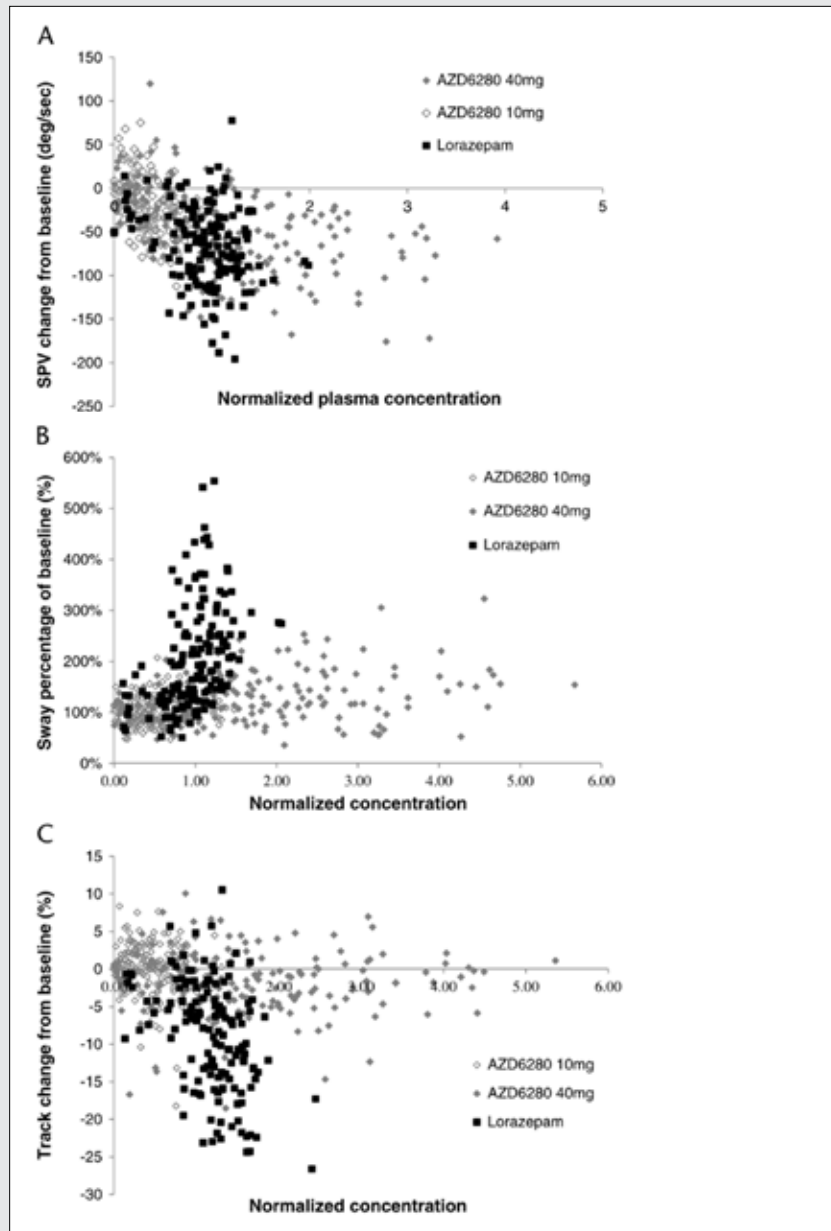 A
SPV change from baseline (deg/sec)
150
100
50
0
-50
-100
-150
-200
-250
0
2
3
4
5
AZD6280 40mg
AZD6280 10mg
Lorazepam
Normalized plasma concentration
B
Sway percentage of baseline (%)
600%
500%
400%
300%
200%
100%
0%
0.00
1.00
2.00
3.00
4.00
5.00
6.00
AZD6280 10mg
AZD6280 40mg
Lorazepam
Normalized concentration
C
Track change from baseline (%)
15
10
5
0
-5
-10
-15
-20
-25
-30
2.00
4.00
5.00
6.00
AZD6280 10mg
AZD6280 40mg
Lorazepam
Normalized concentration